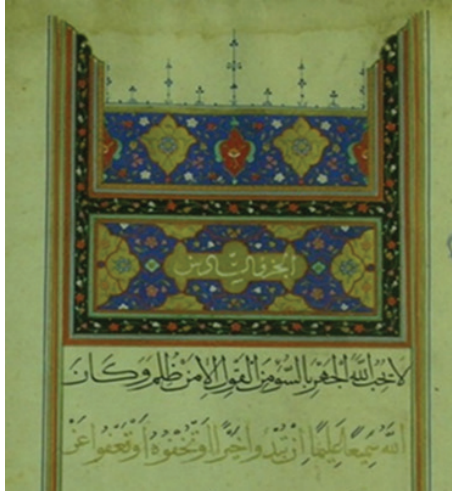 الجزء السادس
لا يحب الله الجهر بالسوء من القول الا من ظلم وكان
الله سميعا عليما ان تبدوا خيرا او تخفوه او تعفوا عن